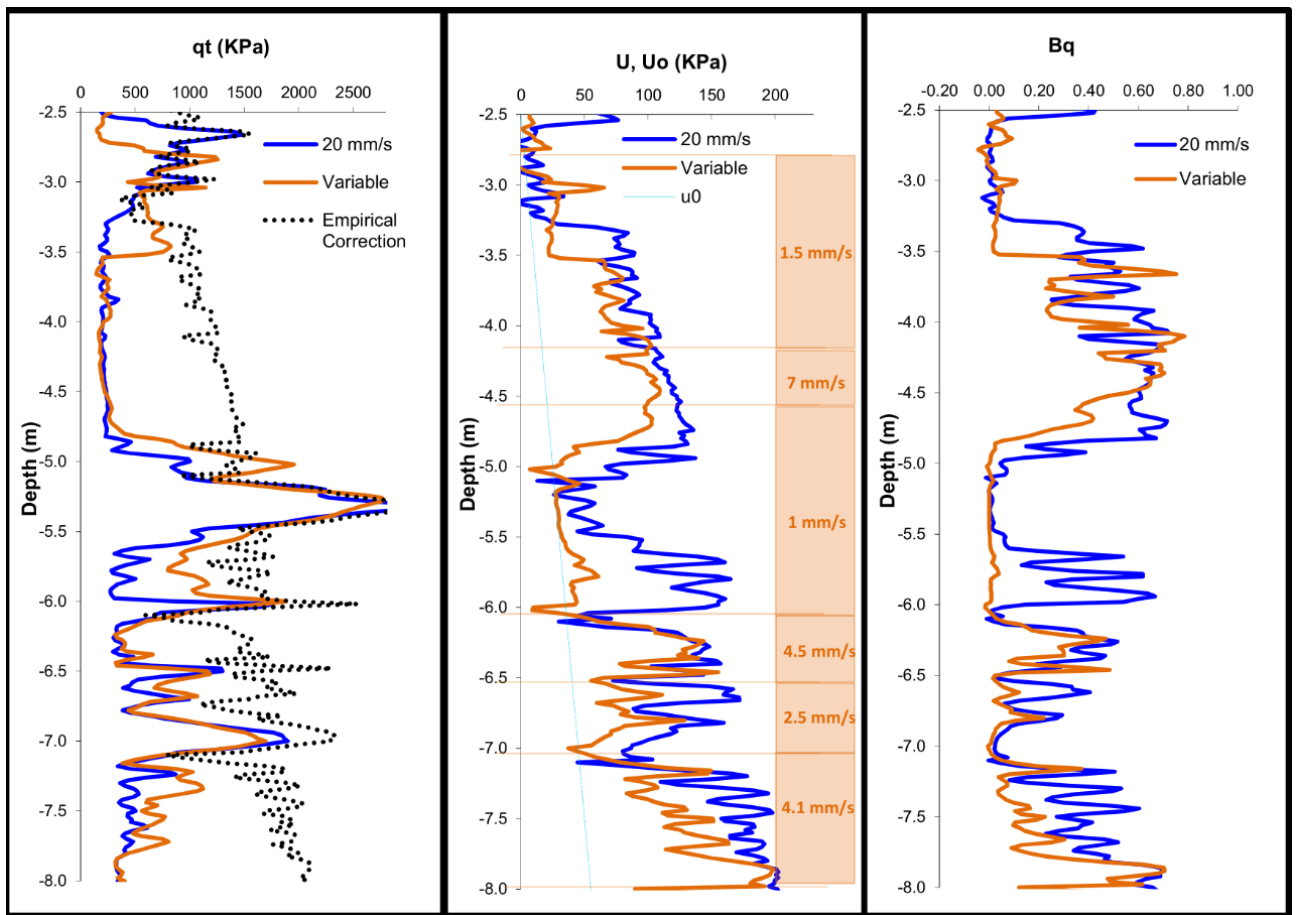 qt (KPa)
0 500 1000 1500 2000 2500
-2.5
-3.0
-3.5
-4.0
-4.5
-5.0
-5.5
-6.0
-6.5
-7.0
-7.5
-8.0
Depth (m)
20 mm/s
Variable
Empirical
Correction
U, Uo (KPa)
0 50 100 150 200
-2.5
-3.0
-3.5
-4.0
-4.5
-5.0
-5.5
-6.0
-6.5
-7.0
-7.5
-8.0
Depth (m)
20 mm/s
Variable
u0
1.5 mm/s
7 mm/s
1 mm/s
4.5 mm/s
2.5 mm/s
4.1 mm/s
Bq
-0.20 0.00 0.20 0.40 0.60 0.80 1.00
-2.5
-3.0
-3.5
-4.0
-4.5
-5.0
-5.5
-6.0
-6.5
-7.0
-7.5
-8.0
Depth (m)
20 mm/s
Variable